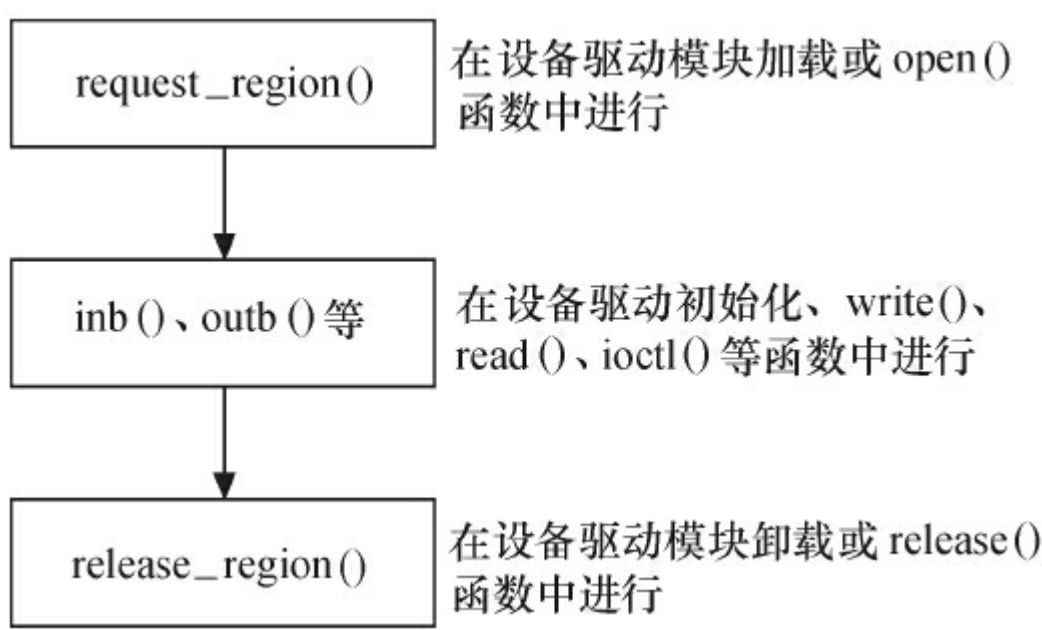 request_region()
在设备驱动模块加载或 open()
函数中进行
inb()、outb()等
在设备驱动初始化、write()、
read()、ioctl()等函数中进行
release_region()
在设备驱动模块卸载或 release()
函数中进行